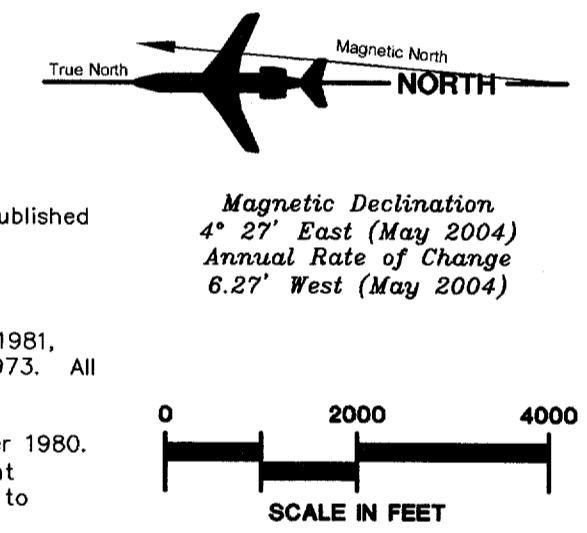 Magnetic North
True North
NORTH
ublished
Magnetic Declination
4° 27' East (May 2004)
Annual Rate of Change
6.27' West (May 2004)
1981,
973. All
0 2000 4000
r 1980.
t
to
SCALE IN FEET